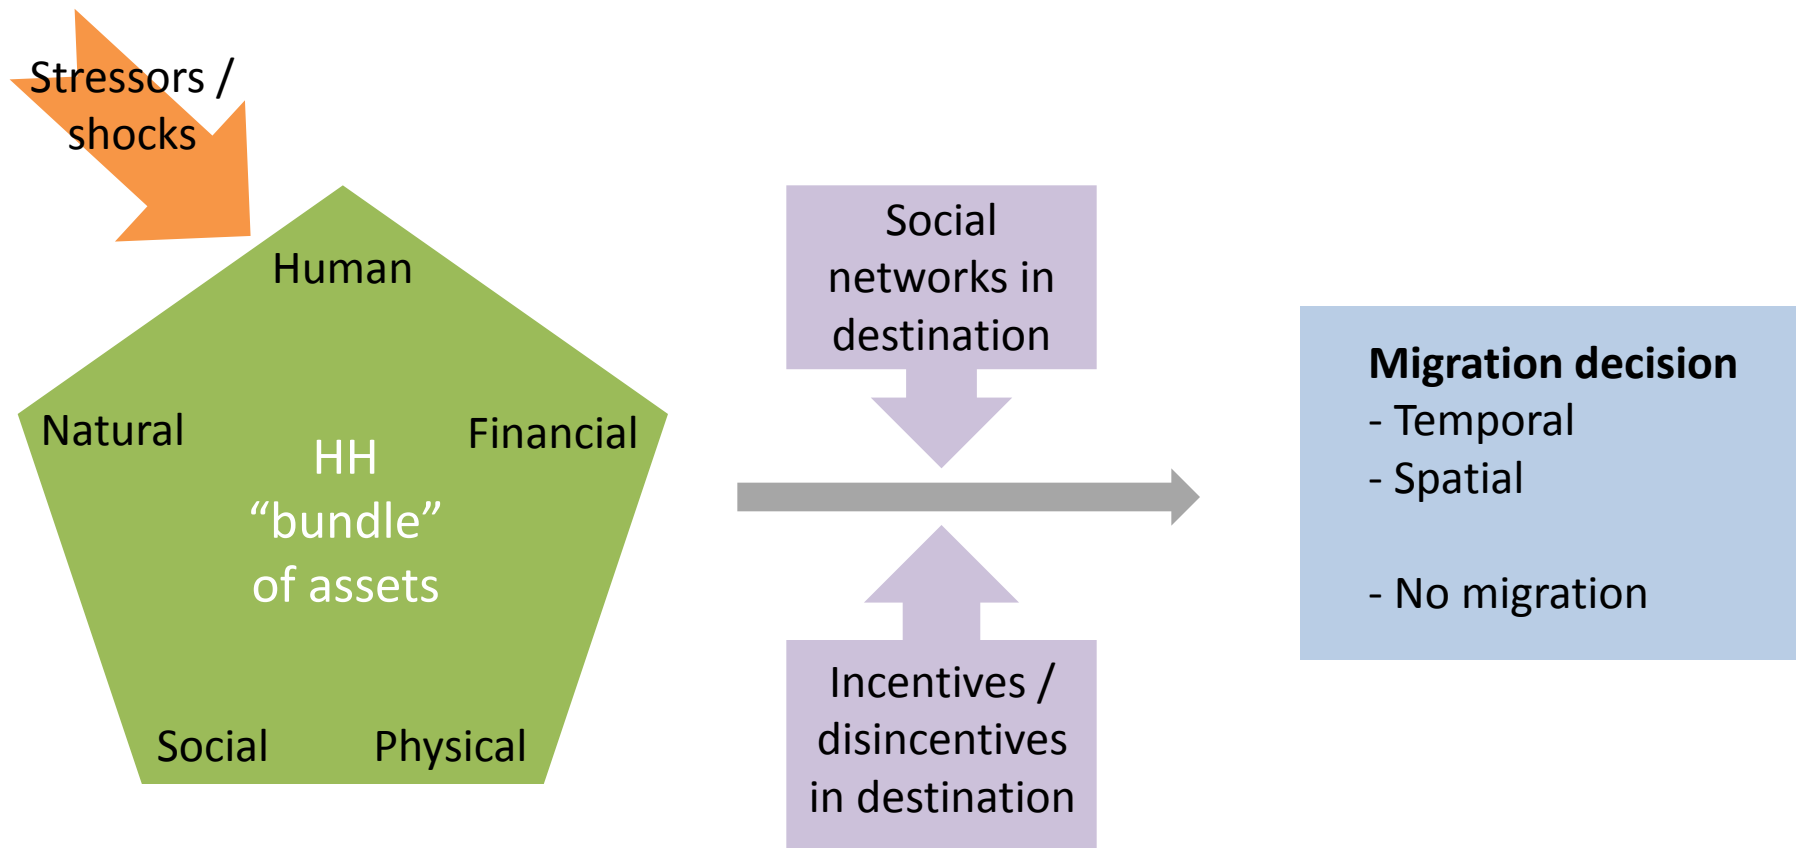 Stressors /
shocks
Human
Natural
Financial
HH
“bundle”
of assets
Social
Physical
Social
networks in
destination
Incentives /
disincentives
in destination
Migration decision
- Temporal
- Spatial
- No migration